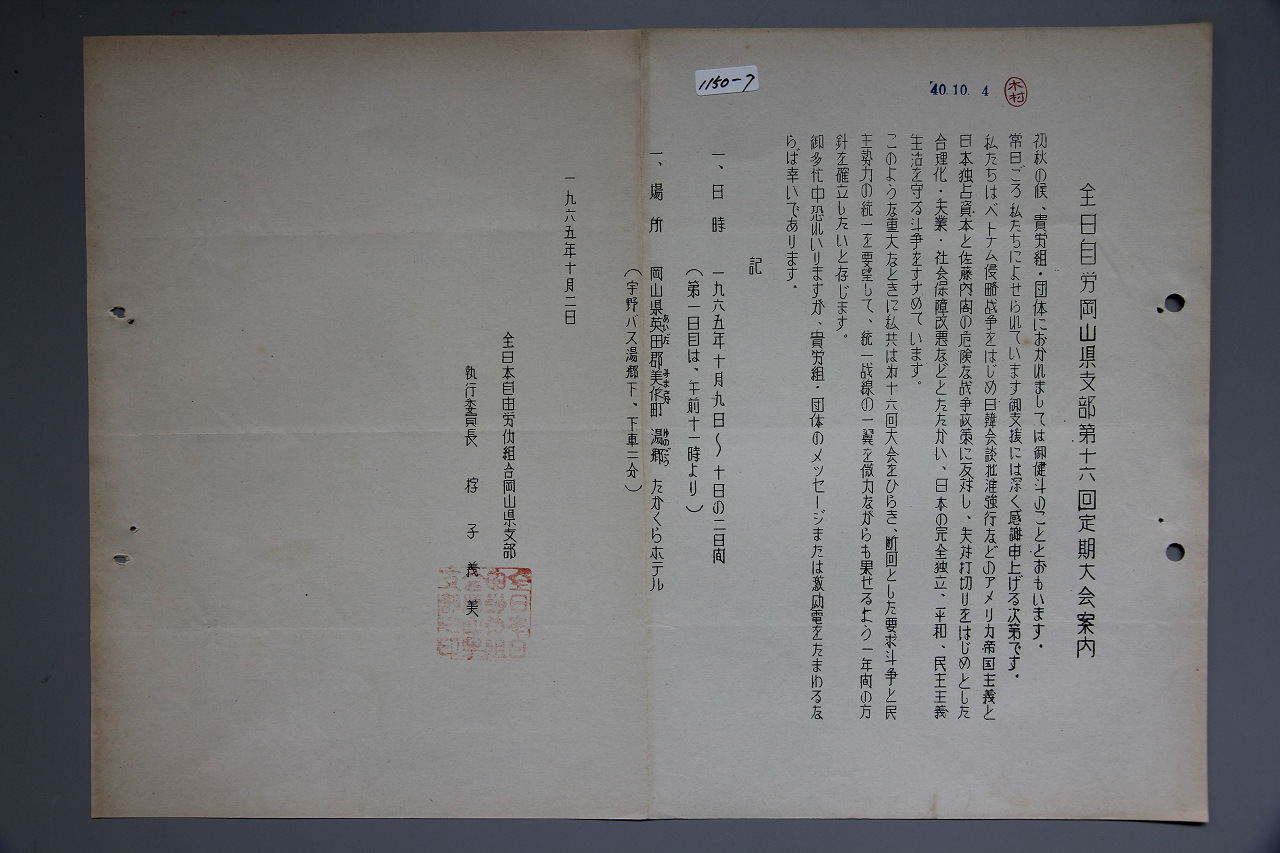 1150-7
40.10.4
木村
全日自労岡山県支部第十六回定期大会案内
初秋の候、貴労組・団体におかれましては御健斗のこととおもいます.
常日ごろ私たちによせられています御支援には深く感謝申上げる次第です.
私たちはベトナム侵略戦争をはじめ日韓会談批准強行などのアメリカ帝国主義と
日本独占資本と佐藤内閣の危険な战争政策に反対し、失対打切りをはじめとした
合理化・失業・社会保障改悪などとたたかい、日本の完全独立、平和、民主主義
生活を守る斗争をすすめています.
このような重大なときに私共は第十六回大会をひらき、断固とした要求斗争と民
主勢力の統一を要望して、統一战線の一翼を微力ながらも果せるよう一年間の方
針を確立したいと存じます.
御多忙中恐れいりますが、貴労組・団体のメッセージまたは激励電をたまわるな
らば幸いであります.
記
一、日時 一九六五年十月九日〜十日の二日間
(第一日目は、午前十一時より)
一、場所 岡山県英田郡美作町 湯郷 たかくらホテル
あいだ みまさか ゆのごう
(宇野バス湯郷下、下車二分)
一九六五年十月二日
全日本自由労仂組合岡山県支部
執行委員長 椁子義美